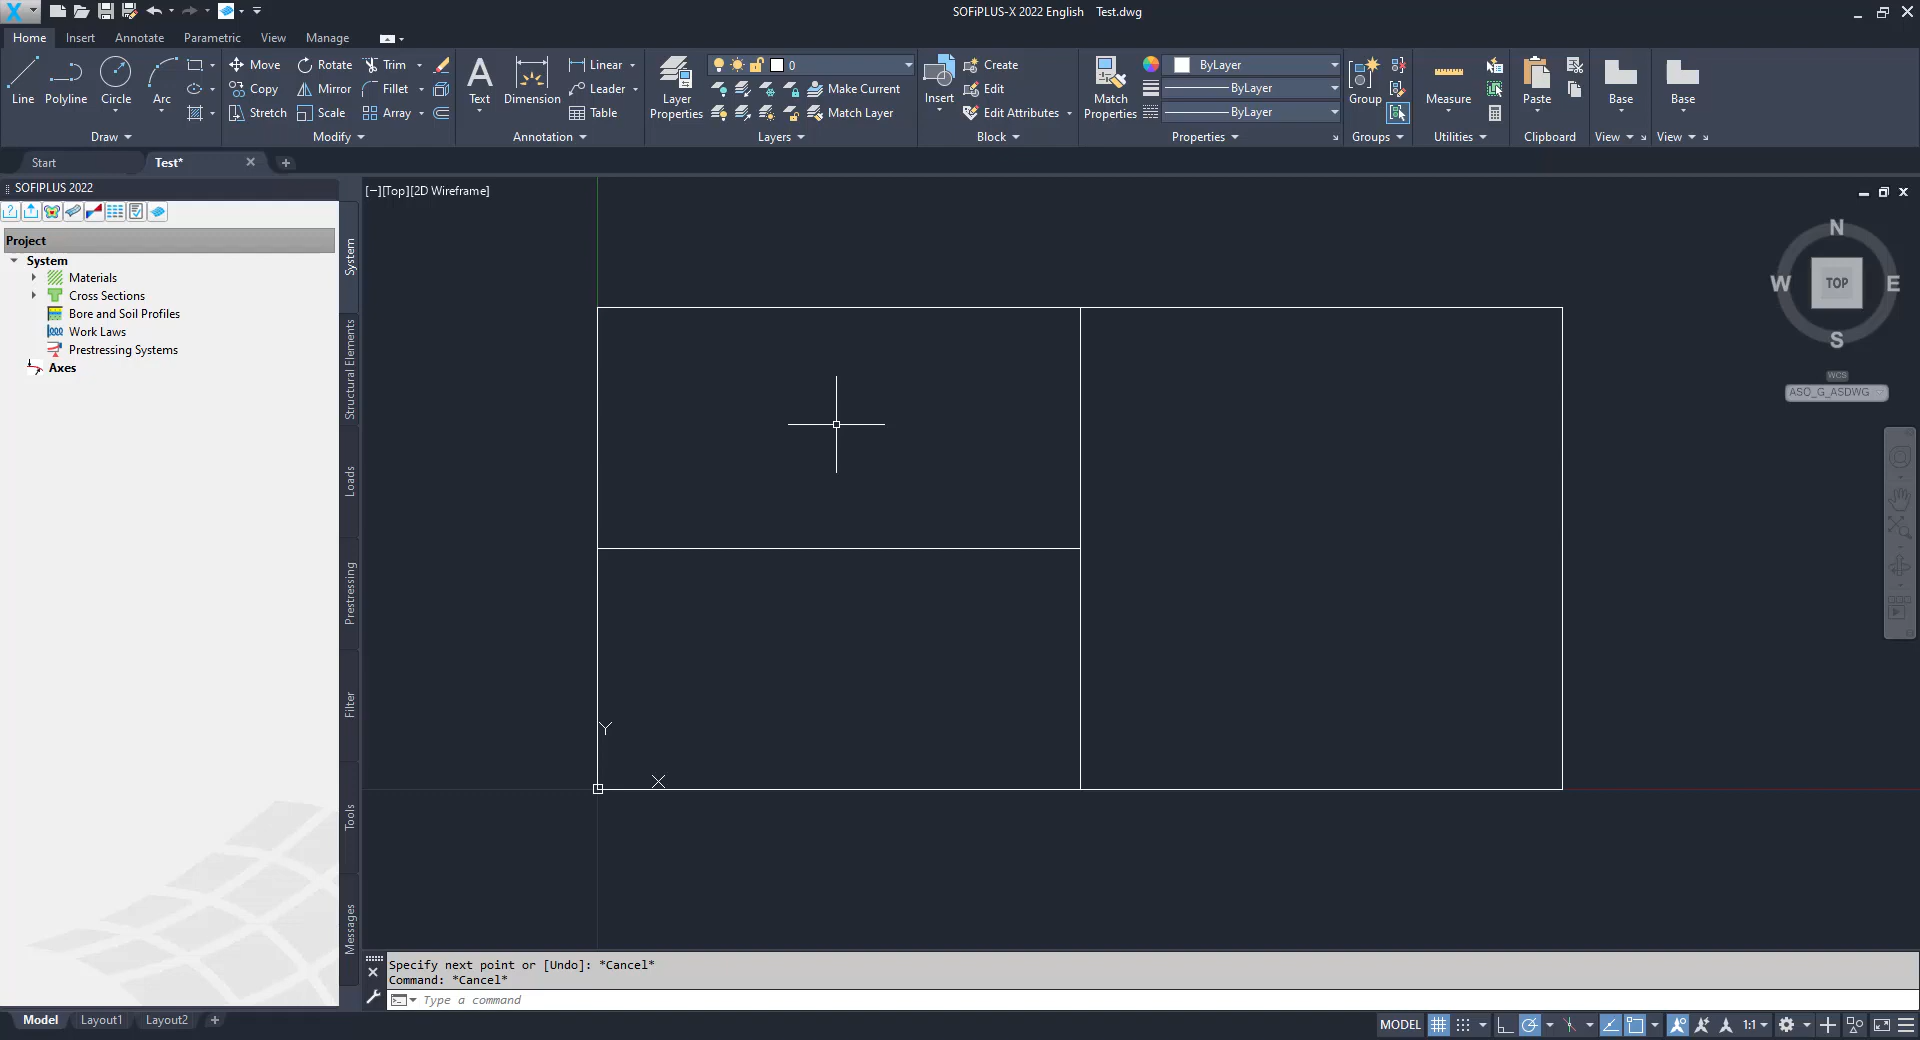 SOFiPLUS-X 2022 English Test.dwg
Home Insert Annotate Parametric View Manage
Line Polyline Circle Arc
Draw
Move Rotate Trim
Copy Mirror Fillet
Stretch Scale Array
Modify
Text Dimension
Linear
Leader
Table
Annotation
Layer Properties
0
Make Current
Match Layer
Layers
Insert
Create
Edit
Edit Attributes
Block
Match Properties
ByLayer
ByLayer
ByLayer
Properties
Group
Groups
Measure
Utilities
Paste
Clipboard
Base
View
Base
View
Start Test*
SOFiPLUS 2022
Project
System
Materials
Cross Sections
Bore and Soil Profiles
Work Laws
Prestressing Systems
Axes
System
Structural Elements
Loads
Prestressing
Filter
Tools
Messages
[−][Top][2D Wireframe]
N
W TOP E
S
WCS
ASO_G_ASDWG
Y
X
Specify next point or [Undo]: *Cancel*
Command: *Cancel*
Type a command
Model Layout1 Layout2
MODEL 1:1